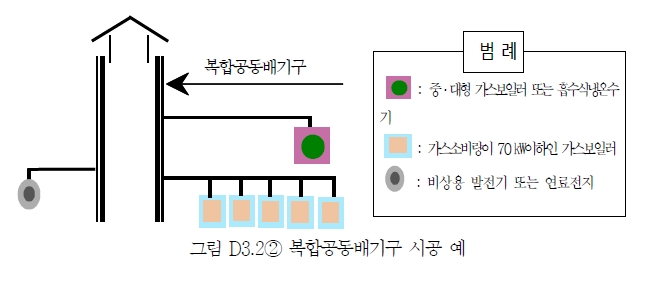 복합공동배기구
범 례
: 중·대형 가스보일러 또는 흡수식냉온수
기
: 가스소비량이 70㎾이하인 가스보일러
: 비상용 발전기 또는 연료전지
그림 D3.2② 복합공동배기구 시공 예